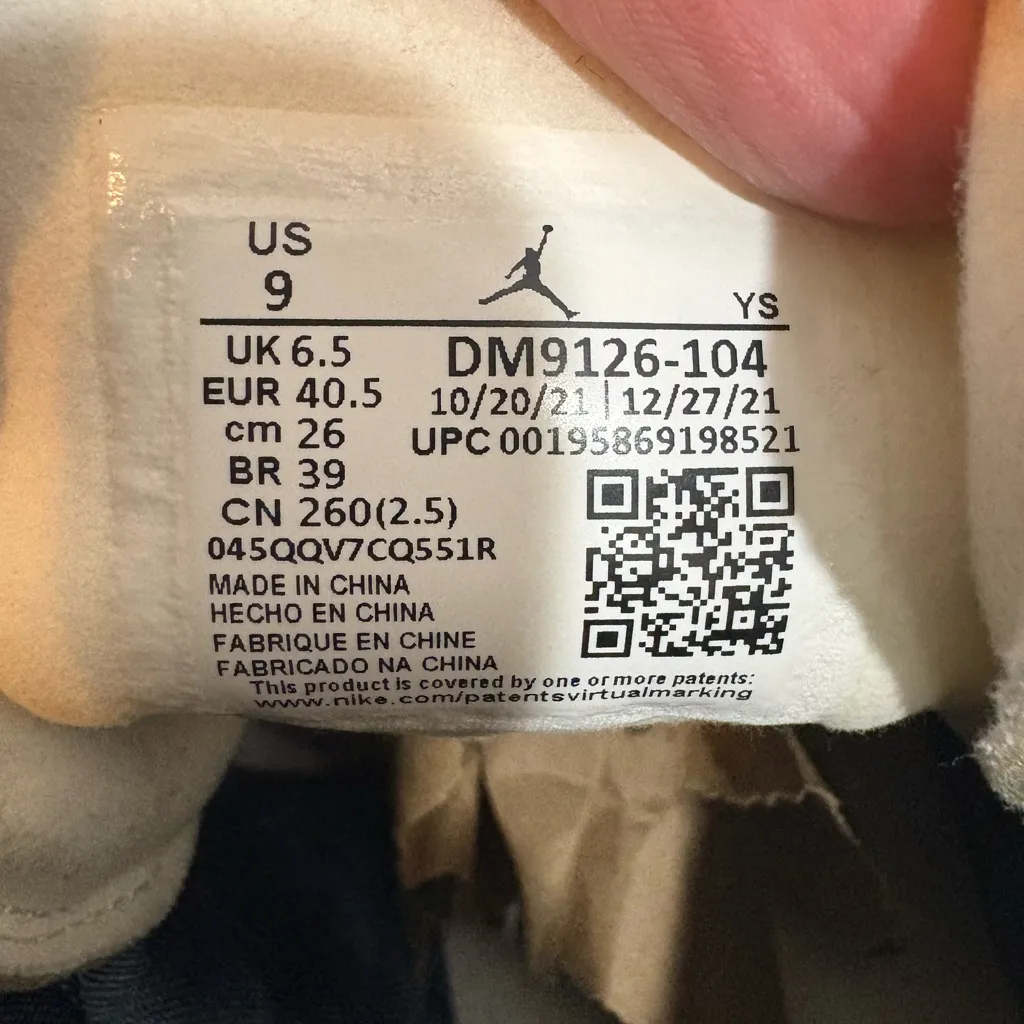 US
9
YS
UK 6.5
DM9126-104
EUR 40.5
10/20/21 | 12/27/21
cm 26
UPC 00195869198521
BR 39
CN 260(2.5)
045QQV7CQ551R
MADE IN CHINA
HECHO EN CHINA
FABRIQUE EN CHINE
FABRICADO NA CHINA
This product is covered by one or more patents:
www.nike.com/patentsvirtualmarking